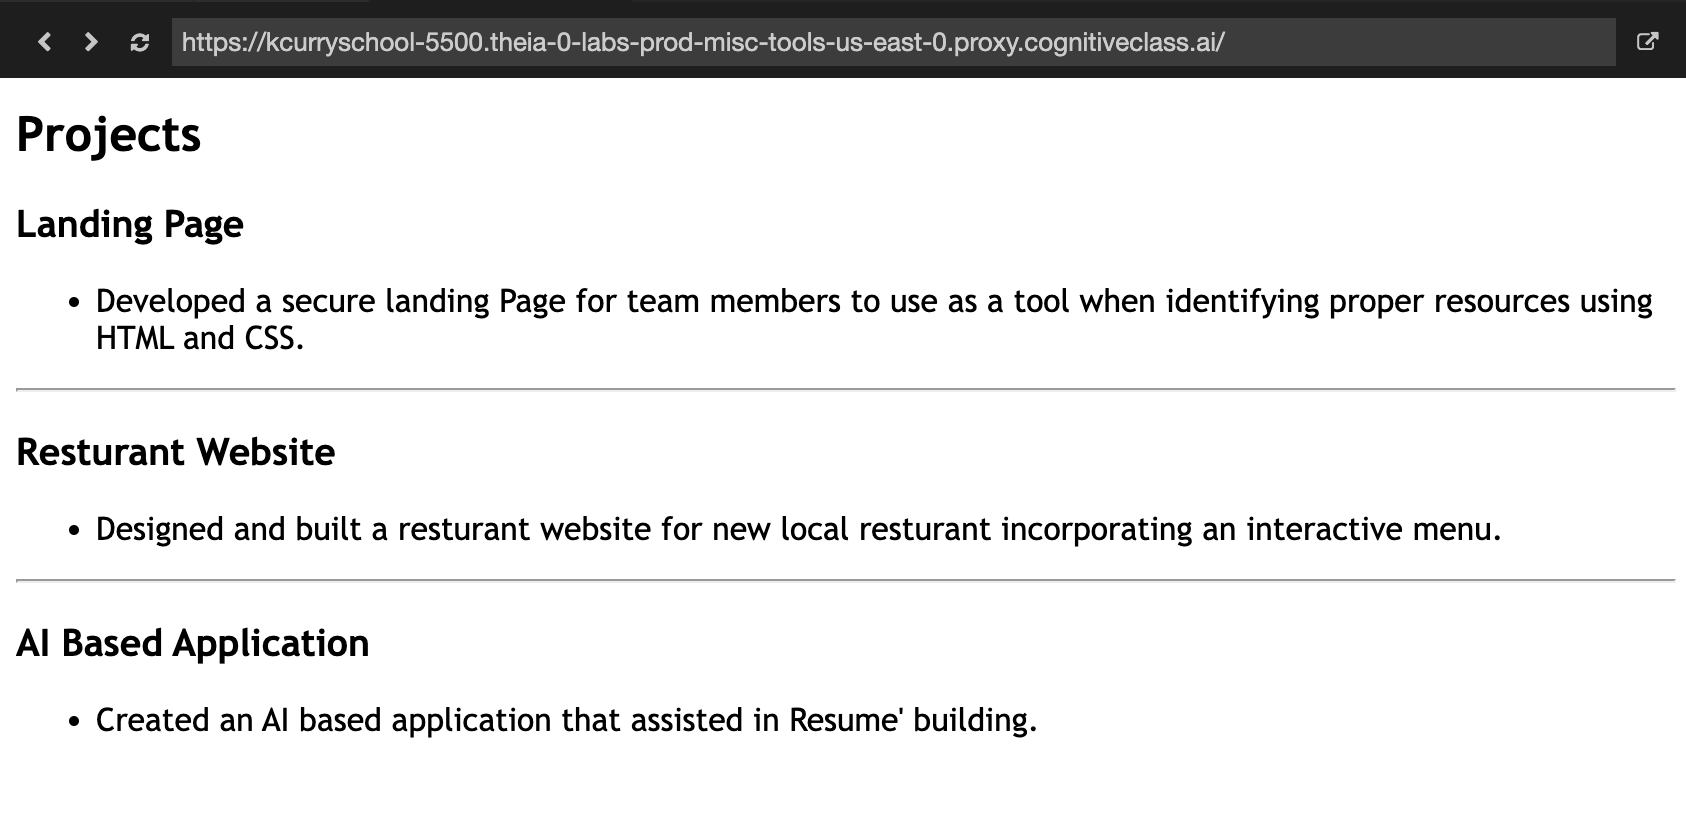 https://kcurryschool-5500.theia-0-labs-prod-misc-tools-us-east-0.proxy.cognitiveclass.ai/
Projects
Landing Page
• Developed a secure landing Page for team members to use as a tool when identifying proper resources using
HTML and CSS.
Resturant Website
• Designed and built a resturant website for new local resturant incorporating an interactive menu.
AI Based Application
• Created an AI based application that assisted in Resume' building.